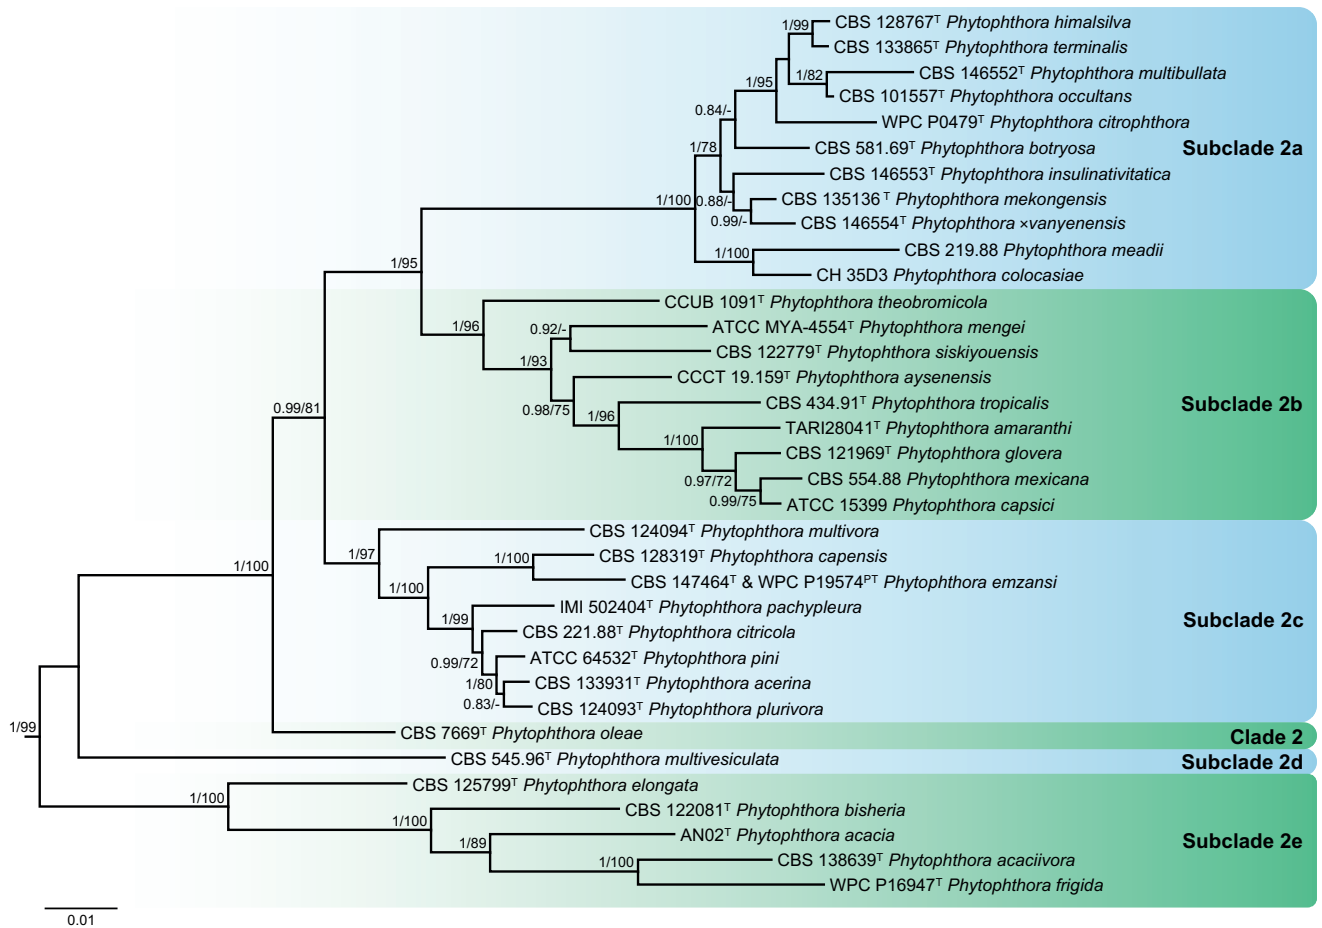 1/99
CBS 128767ᵀ Phytophthora himalsilva
CBS 133865ᵀ Phytophthora terminalis
1/82
CBS 146552ᵀ Phytophthora multibullata
1/95
CBS 101557ᵀ Phytophthora occultans
0.84/-
WPC P0479ᵀ Phytophthora citrophthora
1/78
CBS 581.69ᵀ Phytophthora botryosa
Subclade 2a
CBS 146553ᵀ Phytophthora insulinativitatica
1/100
0.88/-
CBS 135136 ᵀ Phytophthora mekongensis
0.99/-
CBS 146554ᵀ Phytophthora ×vanyenensis
1/100
CBS 219.88 Phytophthora meadii
1/95
CH 35D3 Phytophthora colocasiae
CCUB 1091ᵀ Phytophthora theobromicola
1/96
0.92/-
ATCC MYA-4554ᵀ Phytophthora mengei
CBS 122779ᵀ Phytophthora siskiyouensis
1/93
CCCT 19.159ᵀ Phytophthora aysenensis
0.99/81
0.98/75
1/96
CBS 434.91ᵀ Phytophthora tropicalis
Subclade 2b
TARI28041ᵀ Phytophthora amaranthi
1/100
CBS 121969ᵀ Phytophthora glovera
0.97/72
CBS 554.88 Phytophthora mexicana
0.99/75
ATCC 15399 Phytophthora capsici
CBS 124094ᵀ Phytophthora multivora
1/97
1/100
CBS 128319ᵀ Phytophthora capensis
1/100
CBS 147464ᵀ & WPC P19574ᴾᵀ Phytophthora emzansi
1/100
IMI 502404ᵀ Phytophthora pachypleura
1/99
Subclade 2c
CBS 221.88ᵀ Phytophthora citricola
0.99/72
ATCC 64532ᵀ Phytophthora pini
1/80
CBS 133931ᵀ Phytophthora acerina
0.83/-
CBS 124093ᵀ Phytophthora plurivora
1/99
CBS 7669ᵀ Phytophthora oleae
Clade 2
CBS 545.96ᵀ Phytophthora multivesiculata
Subclade 2d
1/100
CBS 125799ᵀ Phytophthora elongata
1/100
CBS 122081ᵀ Phytophthora bisheria
1/89
AN02ᵀ Phytophthora acacia
Subclade 2e
1/100
CBS 138639ᵀ Phytophthora acaciivora
WPC P16947ᵀ Phytophthora frigida
0.01